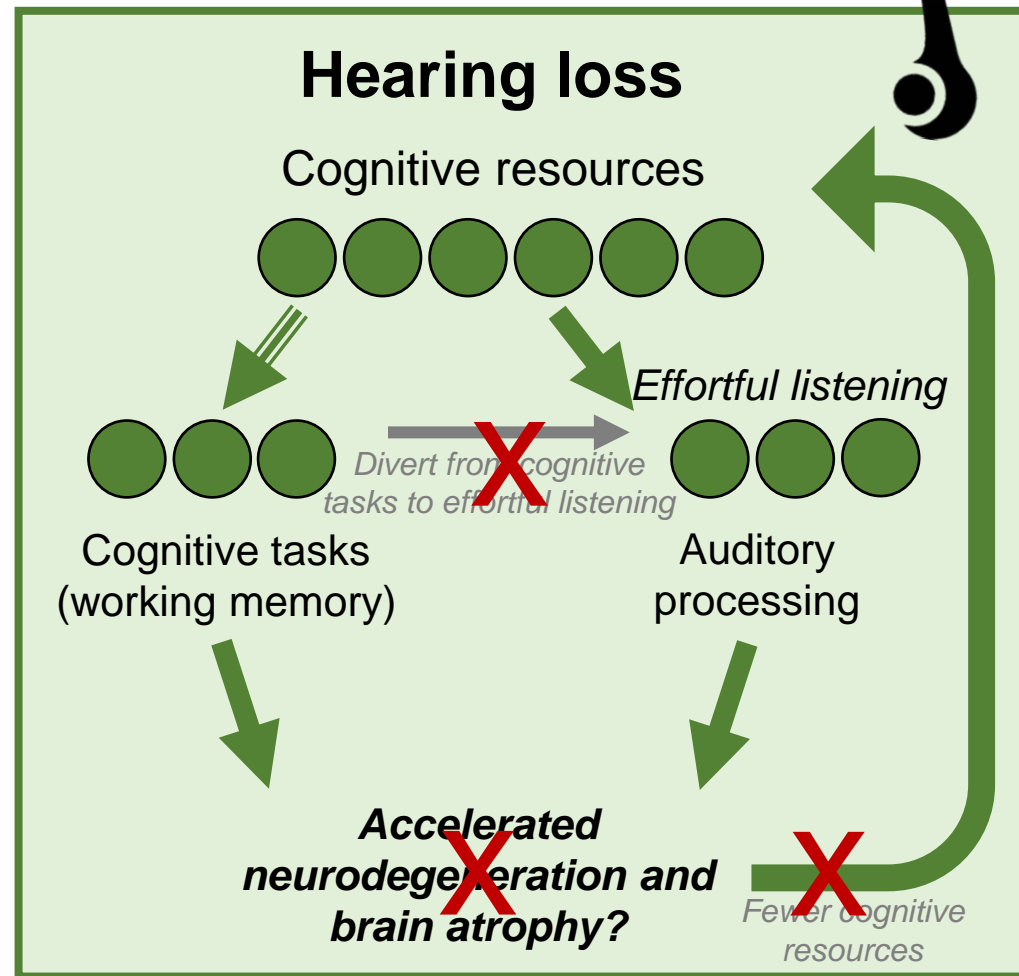 Hearing loss
Cognitive resources
Effortful listening
Divert from cognitive
tasks to effortful listening
Cognitive tasks
(working memory)
Auditory
processing
Accelerated
neurodegeneration and
brain atrophy?
Fewer cognitive
resources
X
X
X